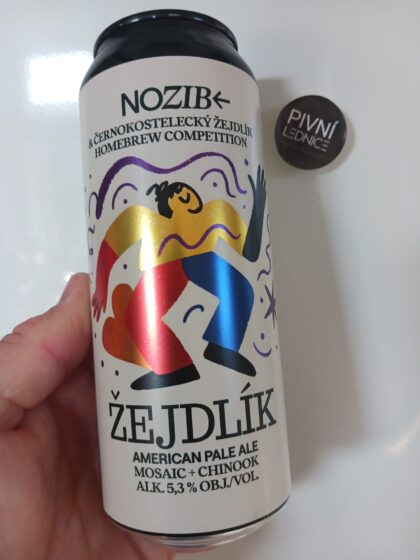 NOZIB←
& ČERNOKOSTELECKÝ ŽEJDLÍK
HOMEBREW COMPETITION
PIVNÍ
LEDNICE
ŽEJDLÍK
AMERICAN PALE ALE
MOSAIC + CHINOOK
ALK. 5,3 % OBJ./VOL.